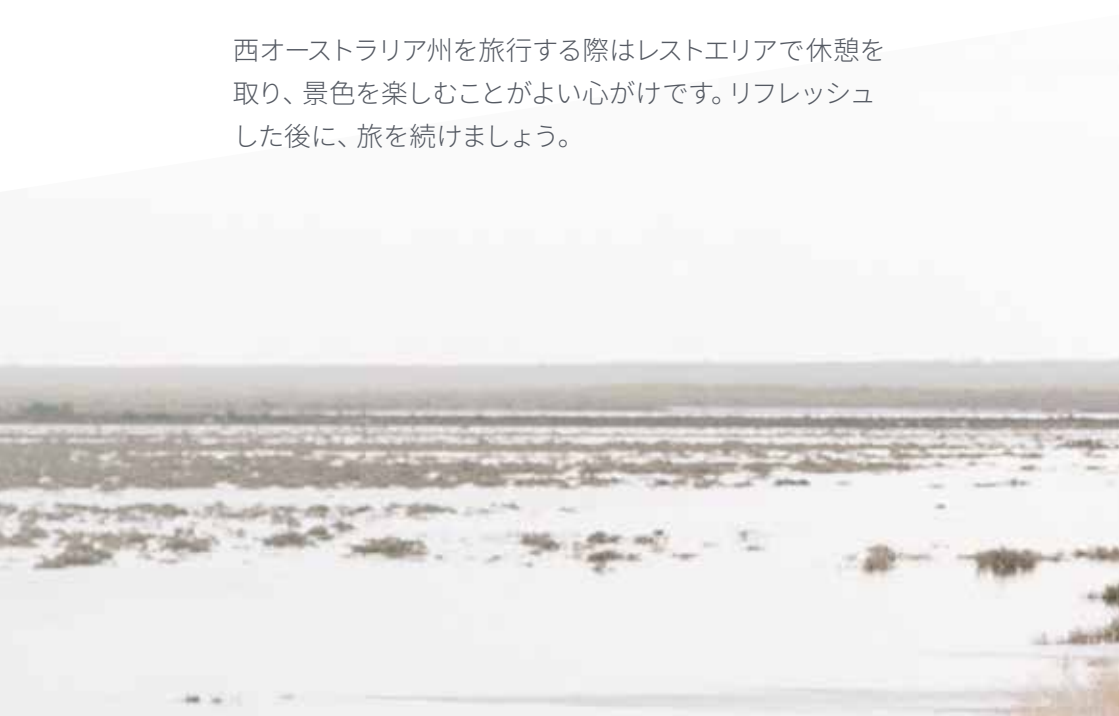 西オーストラリア州を旅行する際はレストエリアで休憩を
取り、景色を楽しむことがよい心がけです。リフレッシュ
した後に、旅を続けましょう。